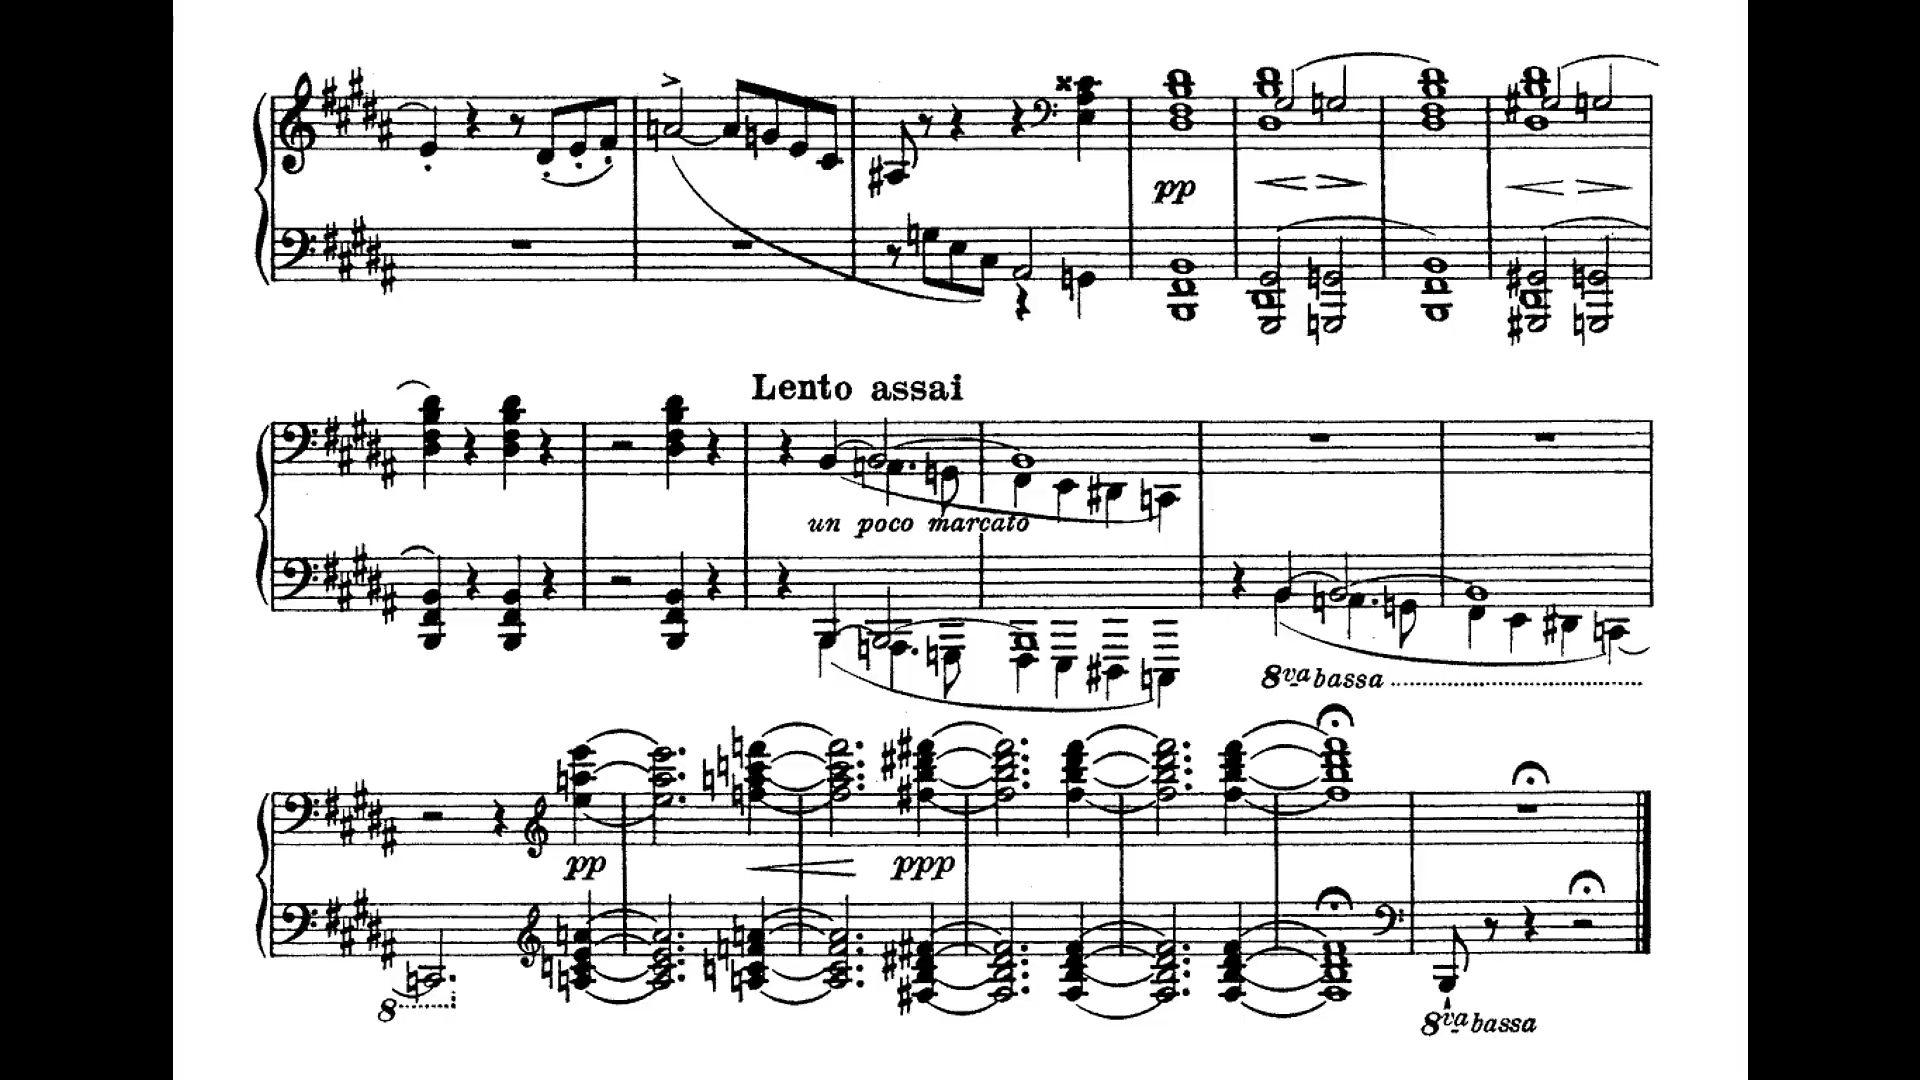 pp
Lento assai
un poco marcato
8va bassa
pp ppp
8
8va bassa